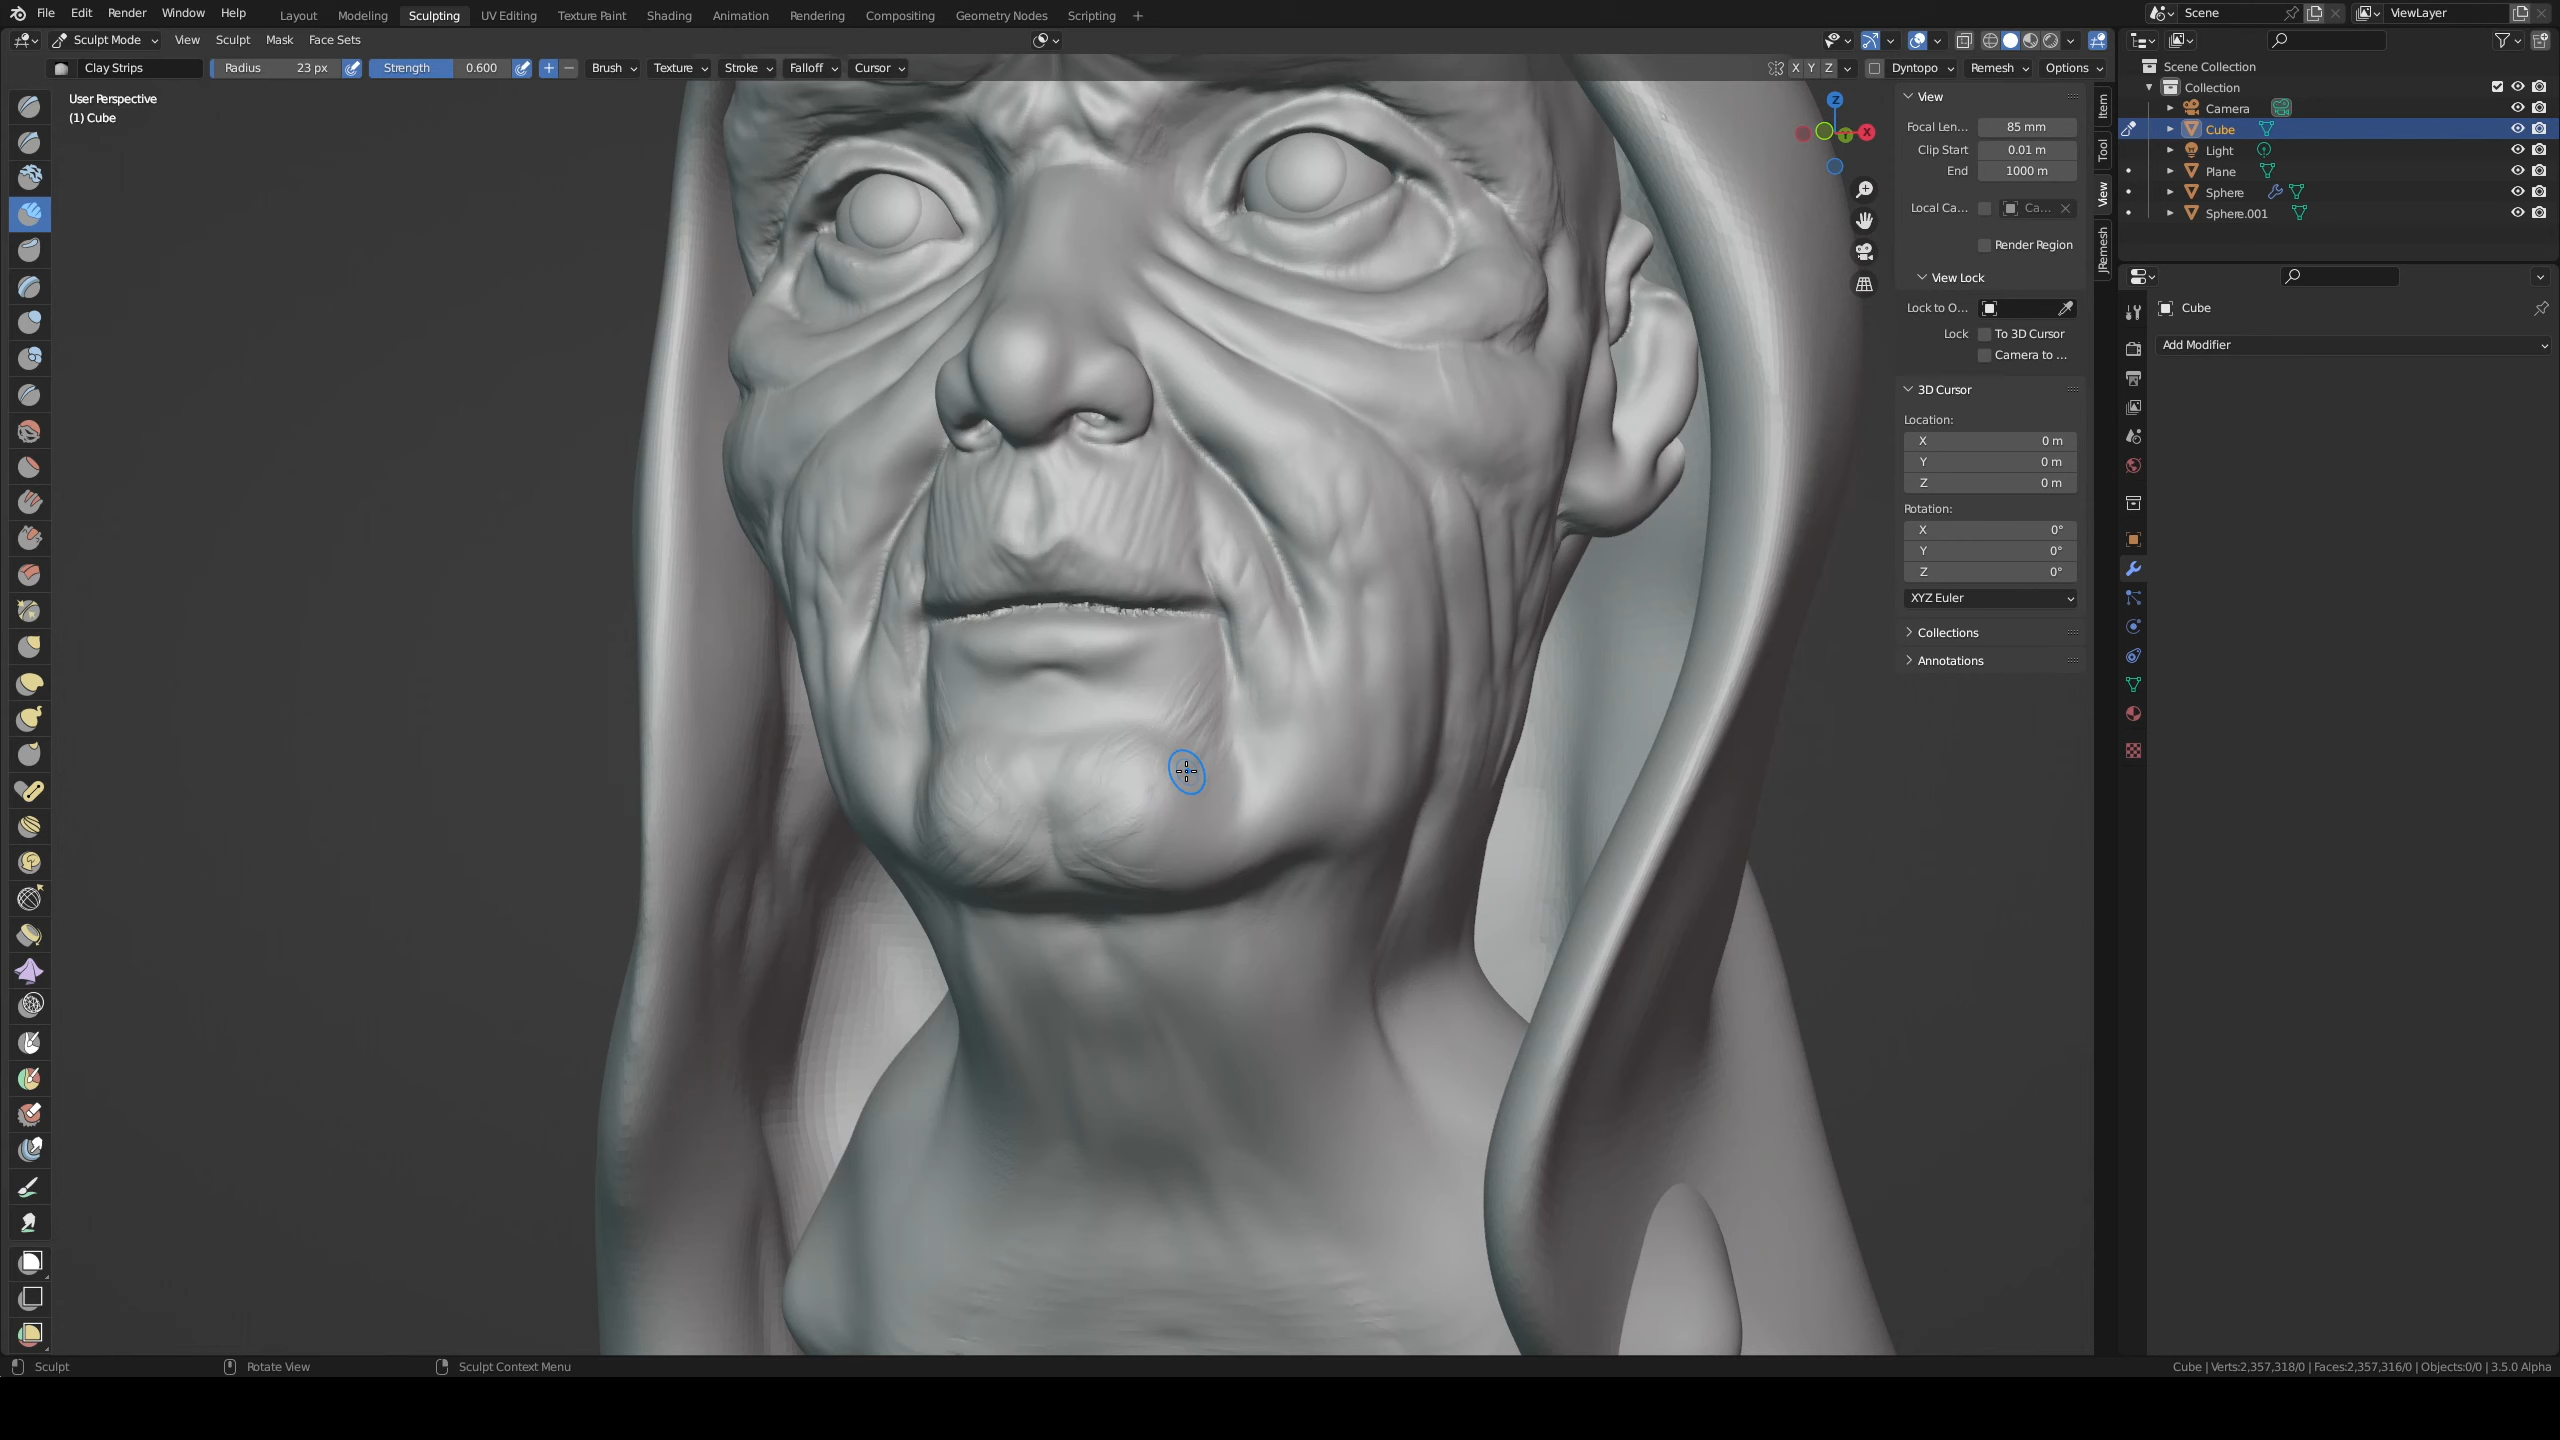 File Edit Render Window Help Layout Modeling Sculpting UV Editing Texture Paint Shading Animation Rendering Compositing Geometry Nodes Scripting + Scene ViewLayer
Sculpt Mode View Sculpt Mask Face Sets
Clay Strips Radius 23 px Strength 0.600 + − Brush Texture Stroke Falloff Cursor X Y Z Dyntopo Remesh Options
User Perspective
(1) Cube
Z
X
Y
View
Focal Len... 85 mm
Clip Start 0.01 m
End 1000 m
Local Ca... Ca...
Render Region
View Lock
Lock to O...
Lock To 3D Cursor
Camera to ...
3D Cursor
Location:
X 0 m
Y 0 m
Z 0 m
Rotation:
X 0°
Y 0°
Z 0°
XYZ Euler
Collections
Annotations
Item
Tool
View
JRemesh
Scene Collection
Collection
Camera
Cube
Light
Plane
Sphere
Sphere.001
Cube
Add Modifier
Sculpt Rotate View Sculpt Context Menu Cube | Verts:2,357,318/0 | Faces:2,357,316/0 | Objects:0/0 | 3.5.0 Alpha